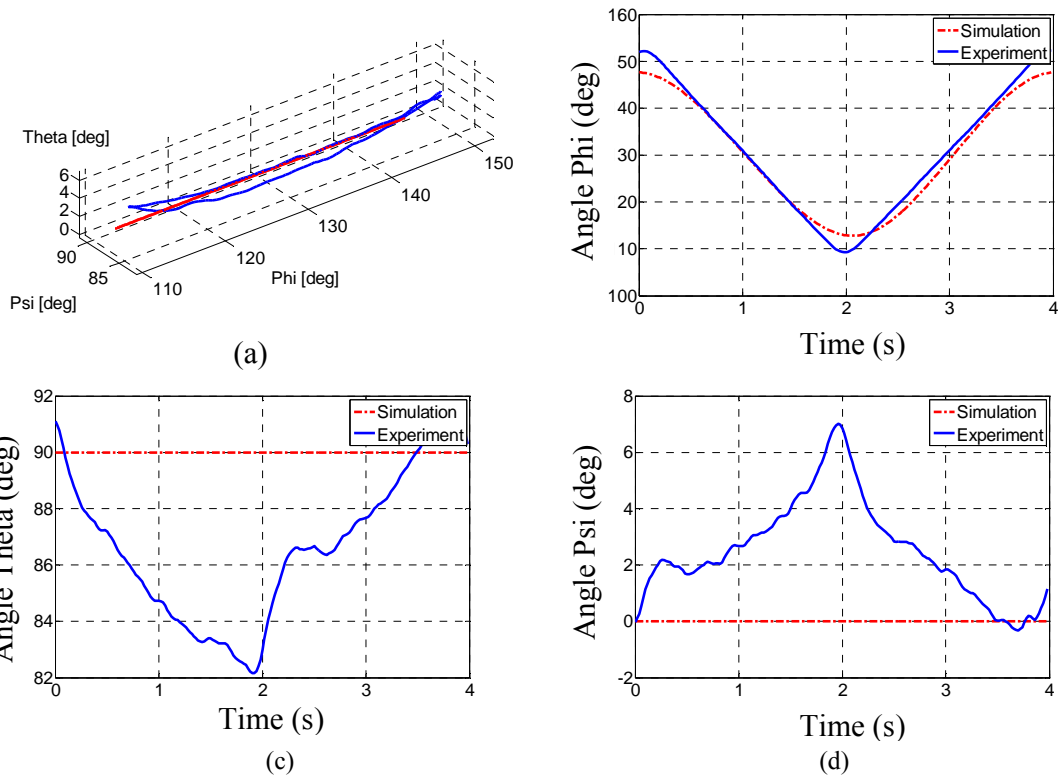 Theta [deg]
6
4
2
0
90
85
Psi [deg]
110
120
130
140
150
Phi [deg]
(a)
160
50
40
30
20
10
100
0 1 2 3 4
Angle Phi (deg)
Time (s)
Simulation
Experiment
92
90
88
86
84
82
0 1 2 3 4
Angle Theta (deg)
Time (s)
Simulation
Experiment
(c)
8
6
4
2
0
-2
0 1 2 3 4
Angle Psi (deg)
Time (s)
Simulation
Experiment
(d)